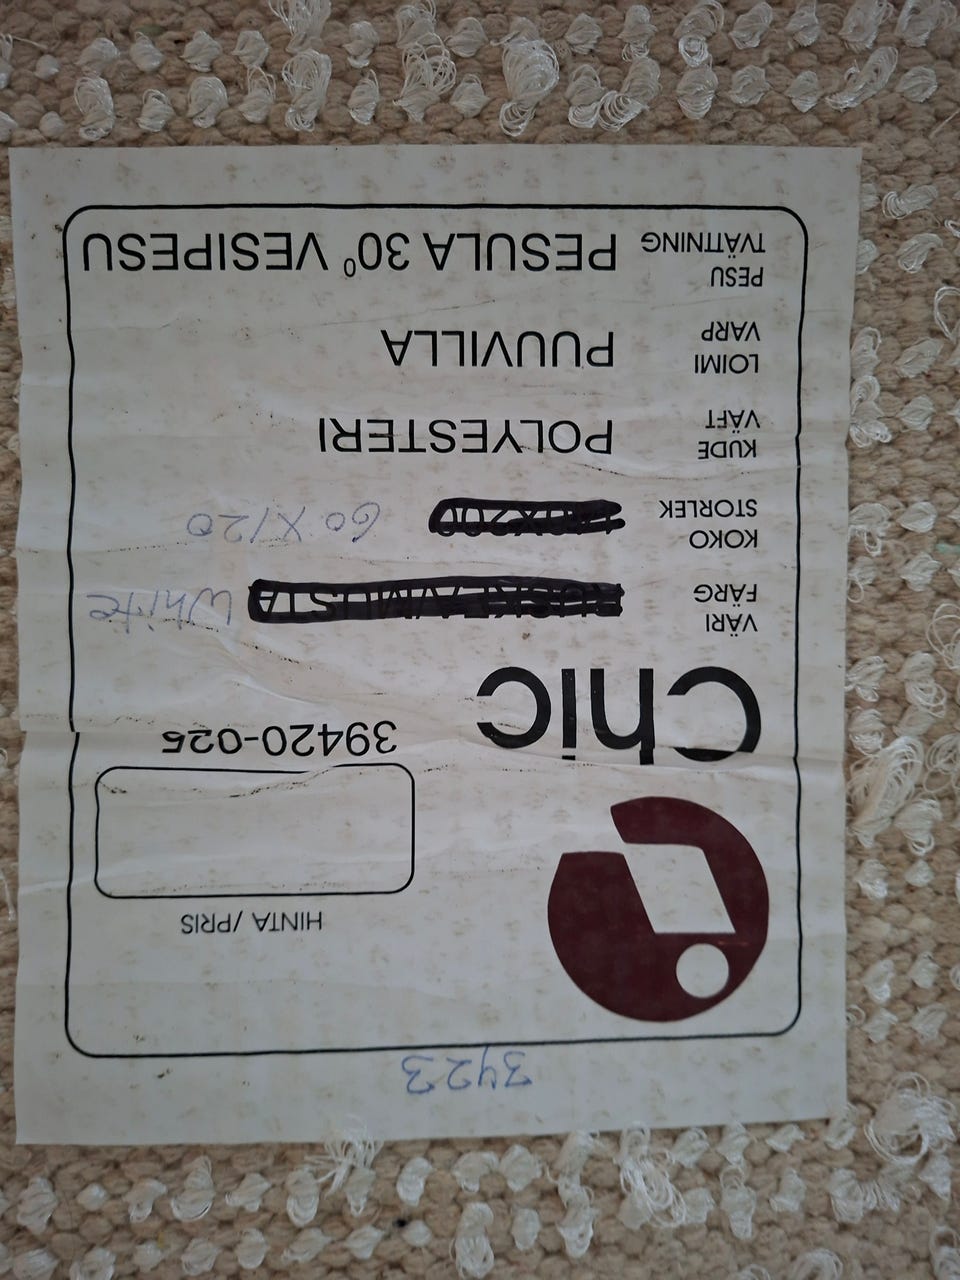 3423
HINTA / PRIS
39420-025
Chic
VÄRI
FÄRG White
KOKO
STORLEK 60 X 120
KUDE
VÄFT POLYESTERI
LOIMI
VARP PUUVILLA
PESU
TVÄTTNING PESULA 30⁰ VESIPESU